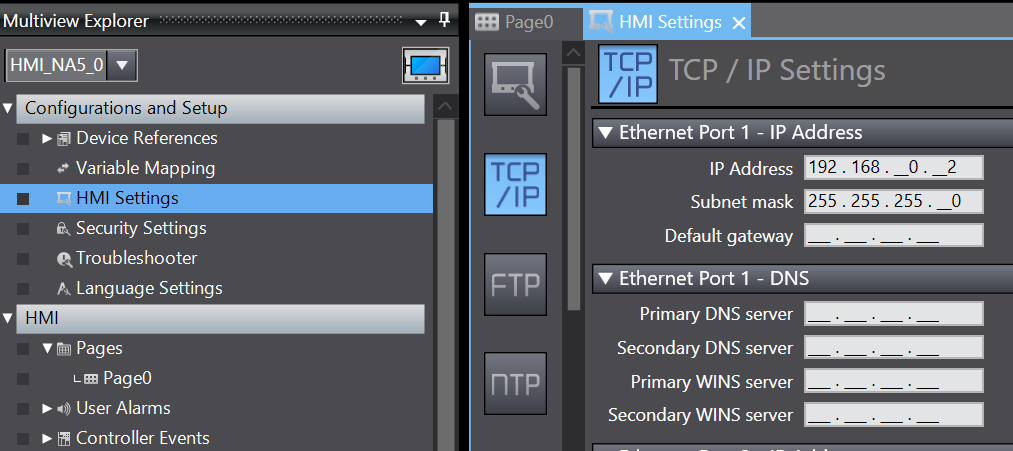 Multiview Explorer
HMI_NA5_0
Configurations and Setup
Device References
Variable Mapping
HMI Settings
Security Settings
Troubleshooter
Language Settings
HMI
Pages
Page0
User Alarms
Controller Events
Page0
HMI Settings
TCP/IP
FTP
NTP
TCP/IP
TCP / IP Settings
Ethernet Port 1 - IP Address
IP Address 192 . 168 . __0 . __2
Subnet mask 255 . 255 . 255 . __0
Default gateway ___ . ___ . ___ . ___
Ethernet Port 1 - DNS
Primary DNS server ___ . ___ . ___ . ___
Secondary DNS server ___ . ___ . ___ . ___
Primary WINS server ___ . ___ . ___ . ___
Secondary WINS server ___ . ___ . ___ . ___